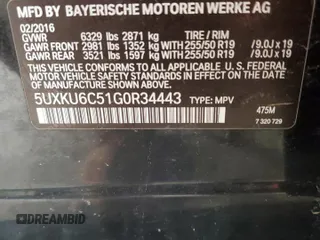 MFD BY BAYERISCHE MOTOREN WERKE AG
02/2016
GVWR 6329 lbs 2871 kg TIRE / RIM:
GAWR FRONT 2981 lbs 1352 kg WITH 255/50 R19 / 9.0J x 19
GAWR REAR 3521 lbs 1597 kg WITH 255/50 R19 / 9.0J x 19
THIS VEHICLE CONFORMS TO ALL APPLICABLE U.S. FEDERAL
MOTOR VEHICLE SAFETY STANDARDS IN EFFECT ON THE DATE
OF MANUFACTURE SHOWN ABOVE.
5UXKU6C51G0R34443 TYPE: MPV
475M
7 320 729
DREAMBID